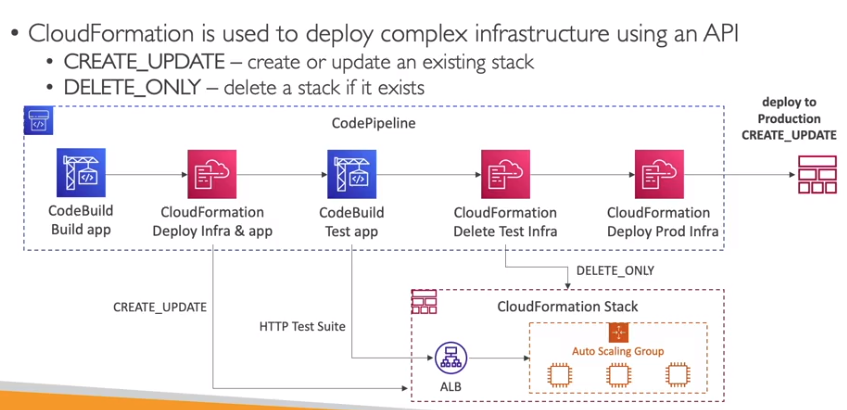 • CloudFormation is used to deploy complex infrastructure using an API
• CREATE_UPDATE – create or update an existing stack
• DELETE_ONLY – delete a stack if it exists
deploy to
Production
CREATE_UPDATE
CodePipeline
CodeBuild
Build app
CloudFormation
Deploy Infra & app
CodeBuild
Test app
CloudFormation
Delete Test Infra
CloudFormation
Deploy Prod Infra
CREATE_UPDATE
HTTP Test Suite
DELETE_ONLY
CloudFormation Stack
Auto Scaling Group
ALB